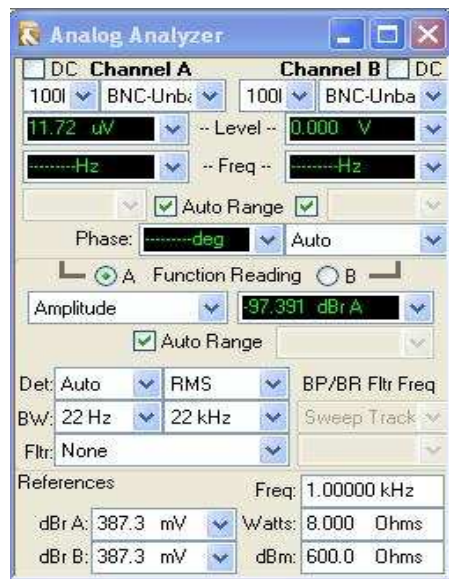 Analog Analyzer
DC Channel A Channel B DC
100 BNC-Unba 100 BNC-Unba
11.72 uV -- Level -- 0.000 V
--------Hz -- Freq -- --------Hz
Auto Range
Phase: --------deg Auto
A Function Reading B
Amplitude -97.391 dBr A
Auto Range
Det: Auto RMS BP/BR Fltr Freq
BW: 22 Hz 22 kHz Sweep Track
Fltr: None
References Freq: 1.00000 kHz
dBr A: 387.3 mV Watts: 8.000 Ohms
dBr B: 387.3 mV dBm: 600.0 Ohms